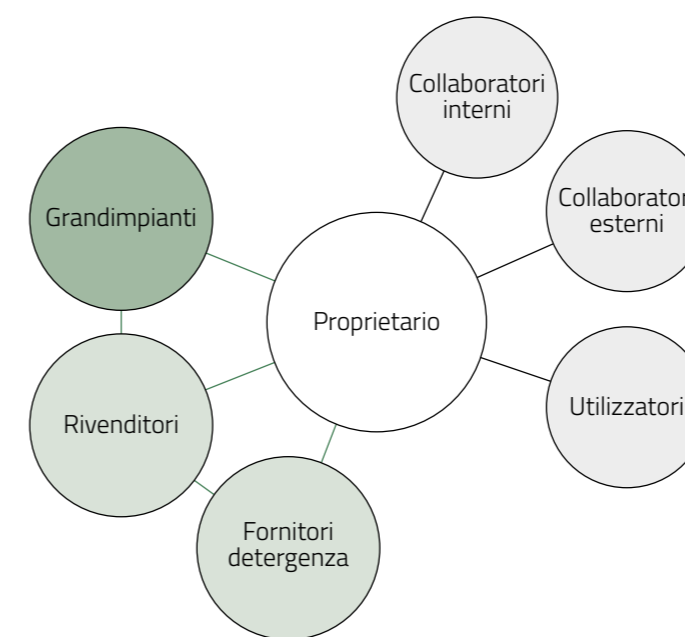 Collaboratori
interni
Collaborator
esterni
Grandimpianti
Proprietario
Utilizzatori
Rivenditori
Fornitori
detergenza